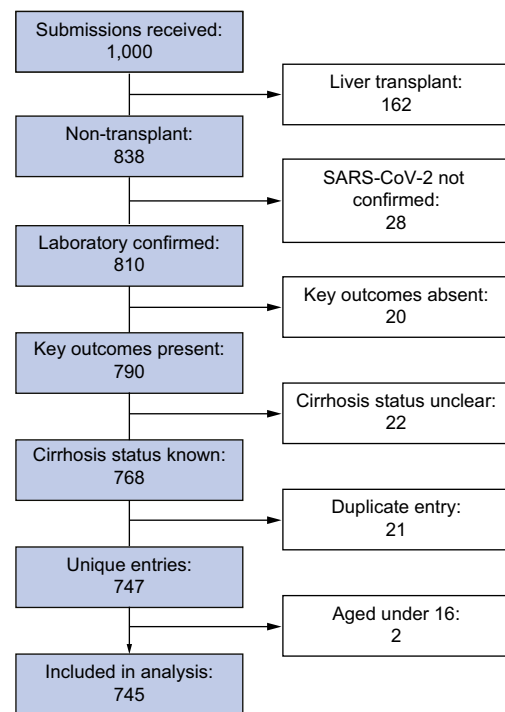 Submissions received:
1,000
Liver transplant:
162
Non-transplant:
838
SARS-CoV-2 not
confirmed:
28
Laboratory confirmed:
810
Key outcomes absent:
20
Key outcomes present:
790
Cirrhosis status unclear:
22
Cirrhosis status known:
768
Duplicate entry:
21
Unique entries:
747
Aged under 16:
2
Included in analysis:
745